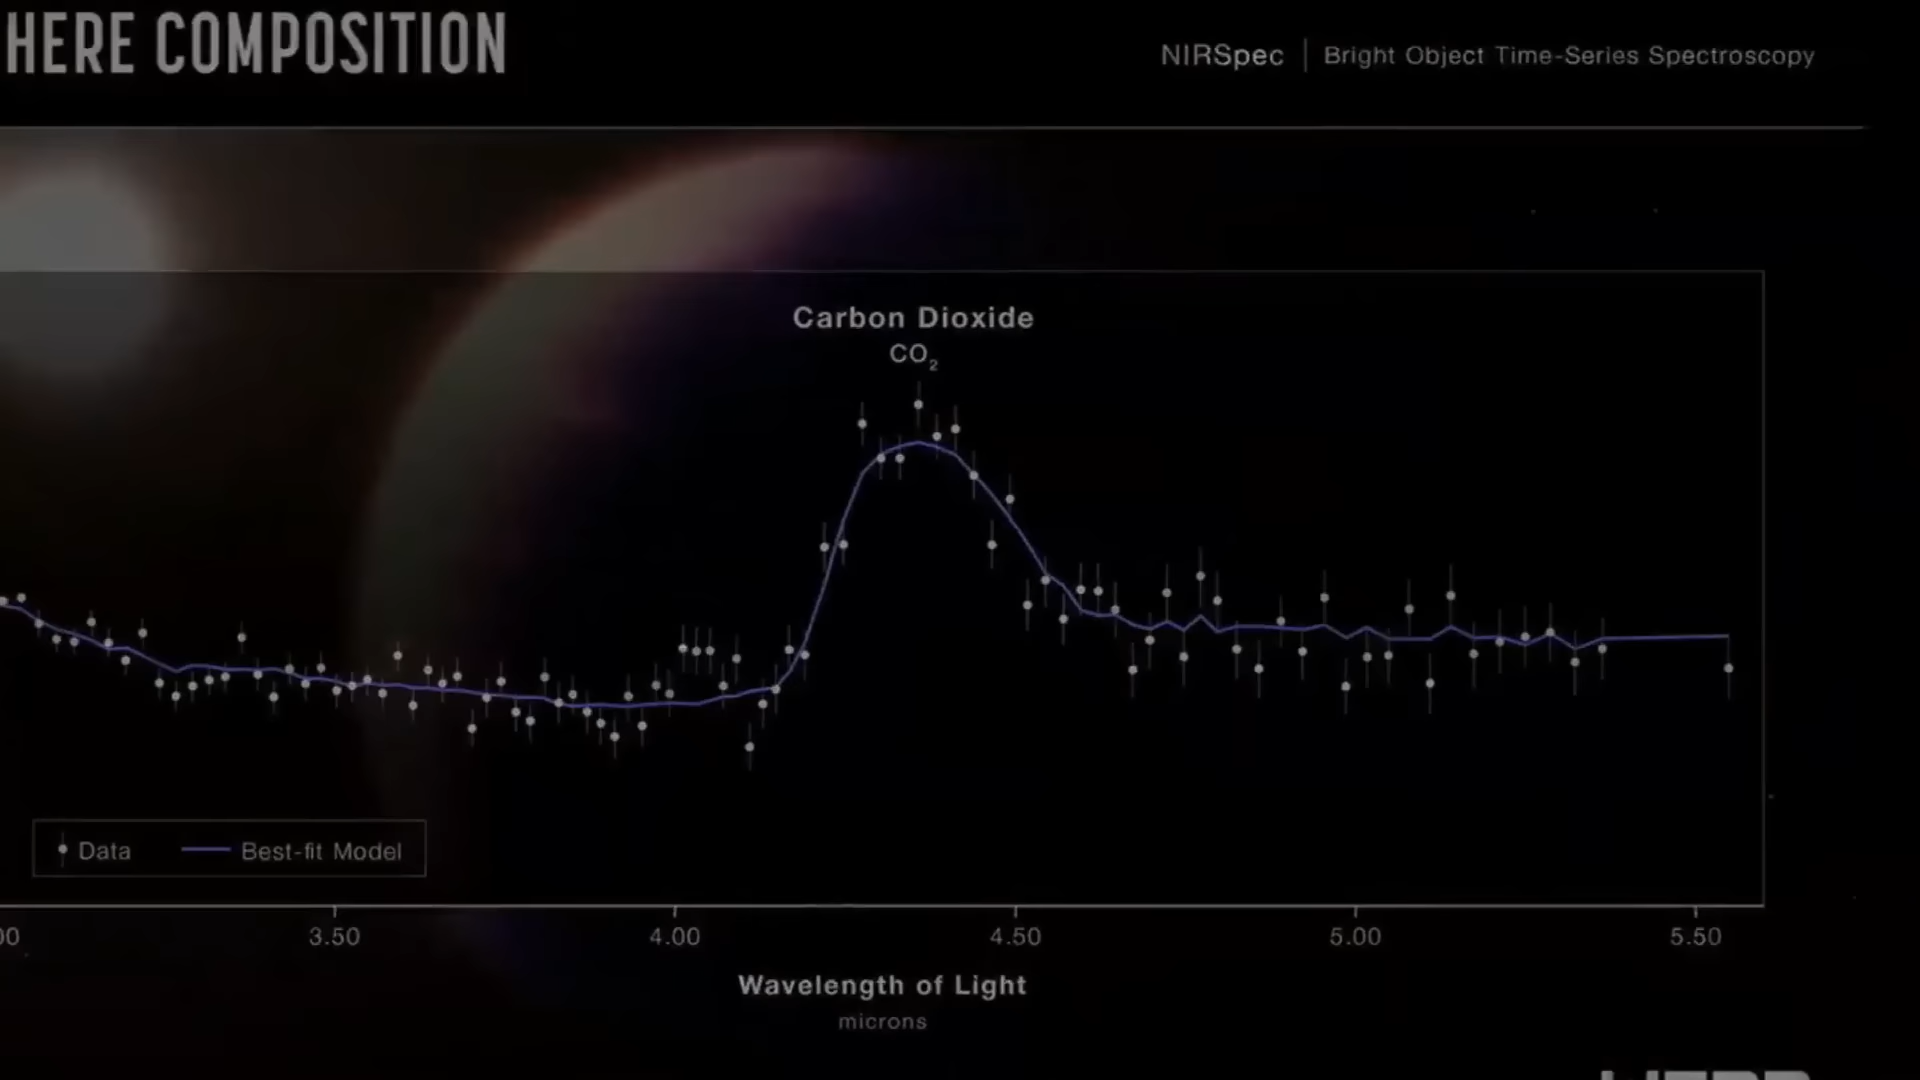 HERE COMPOSITION
NIRSpec | Bright Object Time-Series Spectroscopy
Carbon Dioxide
CO₂
Data
Best-fit Model
00 3.50 4.00 4.50 5.00 5.50
Wavelength of Light
microns